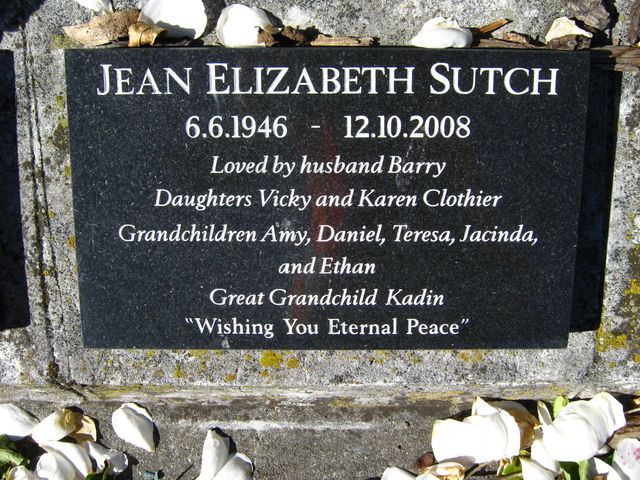 JEAN ELIZABETH SUTCH
6.6.1946 - 12.10.2008
Loved by husband Barry
Daughters Vicky and Karen Clothier
Grandchildren Amy, Daniel, Teresa, Jacinda,
and Ethan
Great Grandchild Kadin
"Wishing You Eternal Peace"